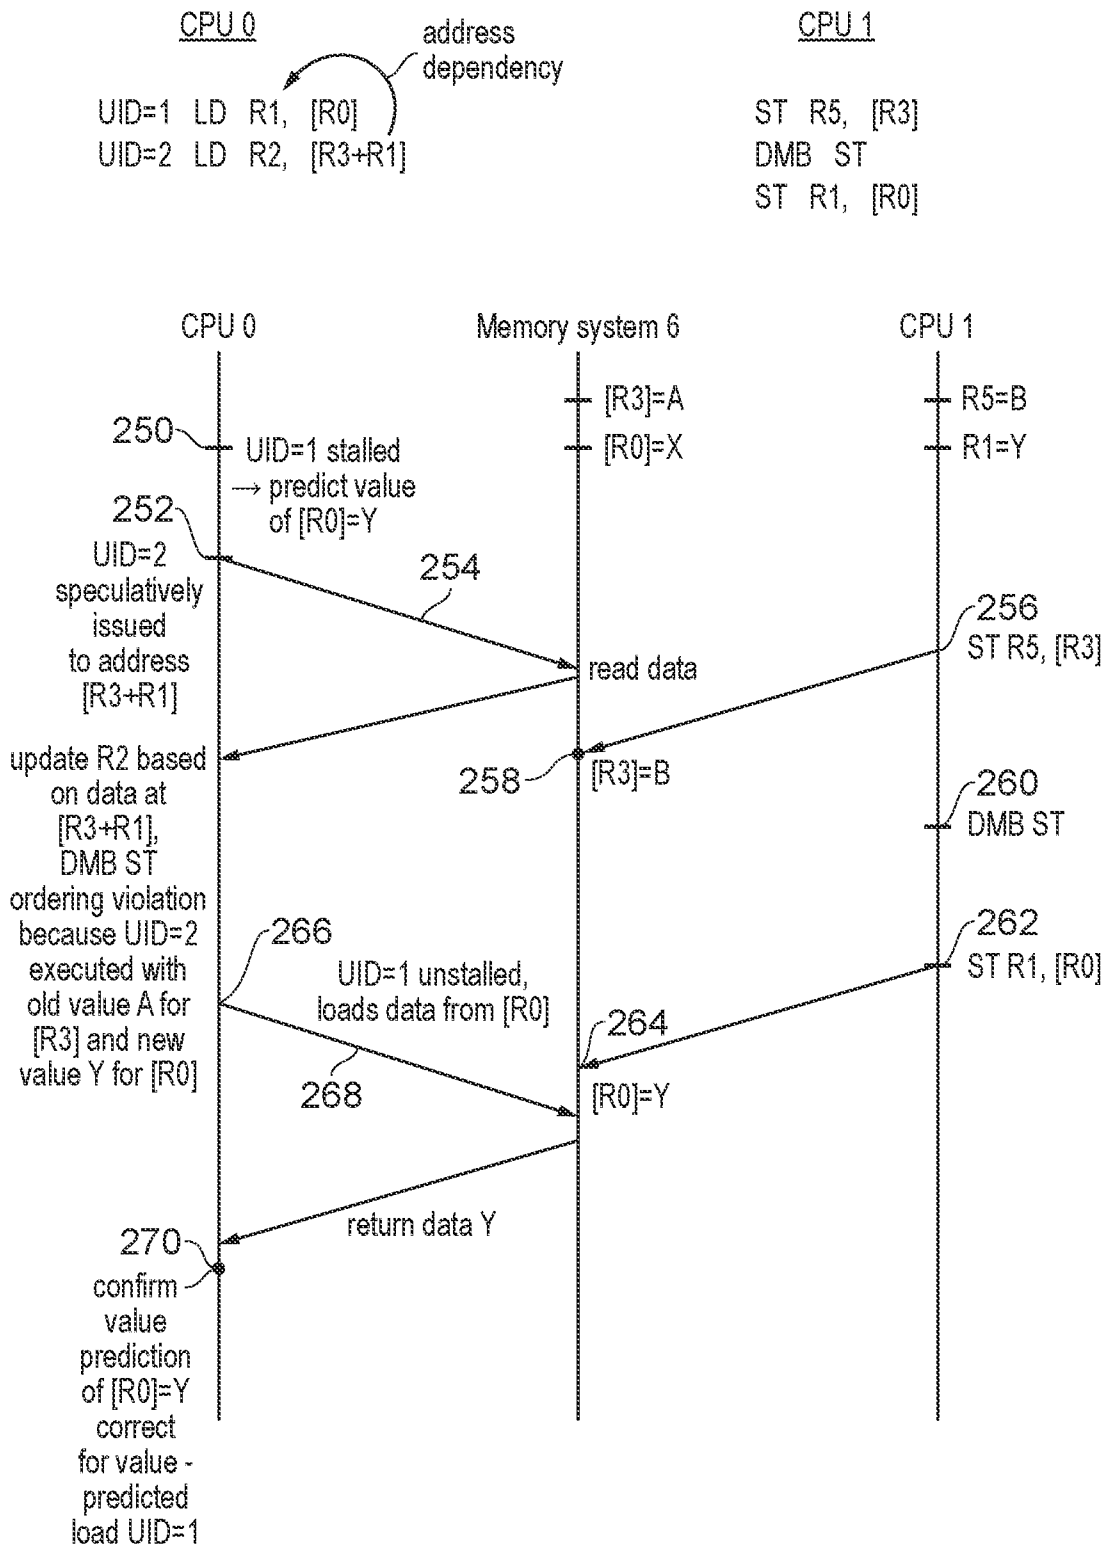 CPU 0
CPU 1
address
dependency
UID=1 LD R1, [R0]
UID=2 LD R2, [R3+R1]
ST R5, [R3]
DMB ST
ST R1, [R0]
CPU 0
Memory system 6
CPU 1
[R3]=A
R5=B
250
[R0]=X
R1=Y
UID=1 stalled
→ predict value
of [R0]=Y
252
UID=2
speculatively
issued
to address
[R3+R1]
254
256
ST R5, [R3]
read data
update R2 based
on data at
[R3+R1],
DMB ST
ordering violation
because UID=2
executed with
old value A for
[R3] and new
value Y for [R0]
258
[R3]=B
260
DMB ST
266
262
ST R1, [R0]
UID=1 unstalled,
loads data from [R0]
264
268
[R0]=Y
return data Y
270
confirm
value
prediction
of [R0]=Y
correct
for value -
predicted
load UID=1